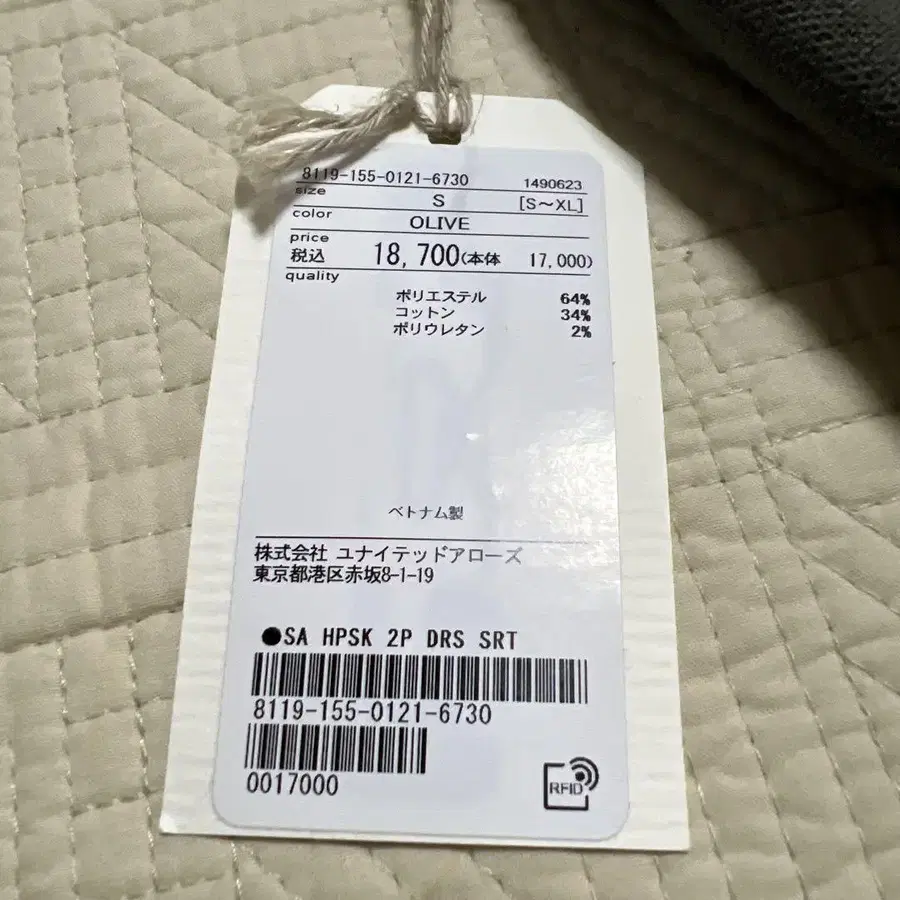 8119-155-0121-6730 1490623
size S [S～XL]
color OLIVE
price
税込 18,700(本体 17,000)
quality
ポリエステル 64%
コットン 34%
ポリウレタン 2%
ベトナム製
株式会社 ユナイテッドアローズ
東京都港区赤坂8-1-19
●SA HPSK 2P DRS SRT
8119-155-0121-6730
0017000
RFID